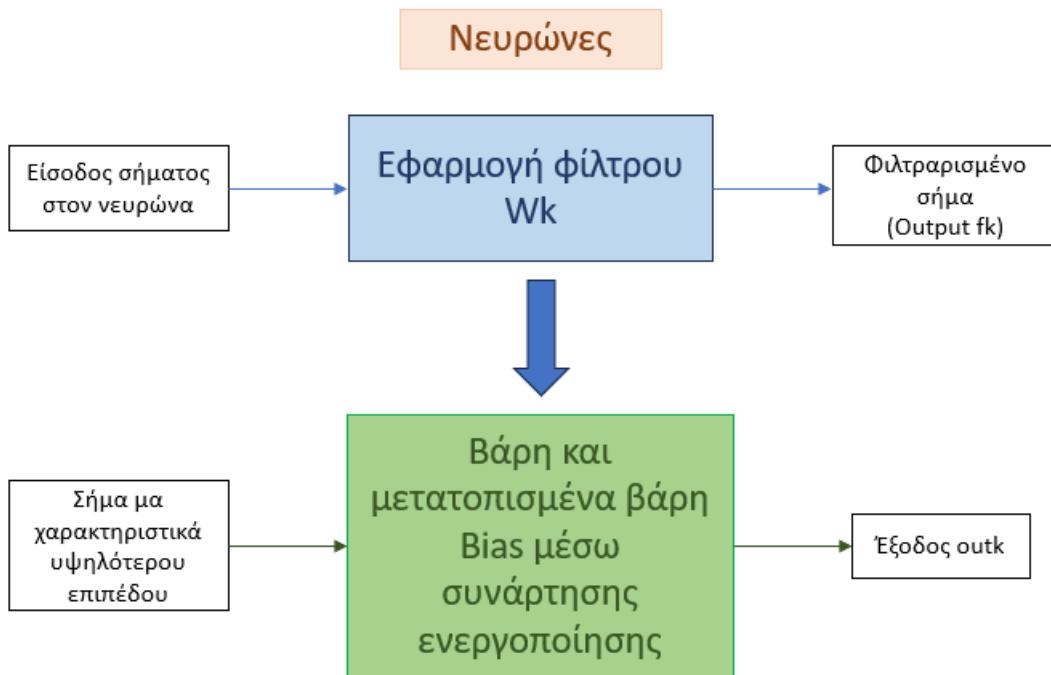 Νευρώνες
Είσοδος σήματος
στον νευρώνα
Εφαρμογή φίλτρου
Wk
Φιλτραρισμένο
σήμα
(Output fk)
Σήμα μα
χαρακτηριστικά
υψηλότερου
επιπέδου
Βάρη και
μετατοπισμένα βάρη
Bias μέσω
συνάρτησης
ενεργοποίησης
Έξοδος outk